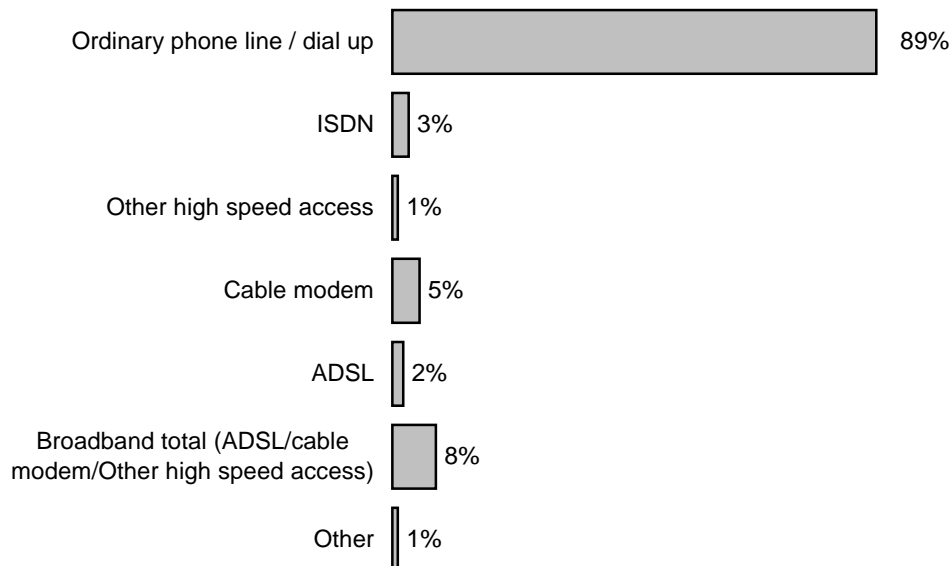 Ordinary phone line / dial up 89%
ISDN 3%
Other high speed access 1%
Cable modem 5%
ADSL 2%
Broadband total (ADSL/cable
modem/Other high speed access) 8%
Other 1%